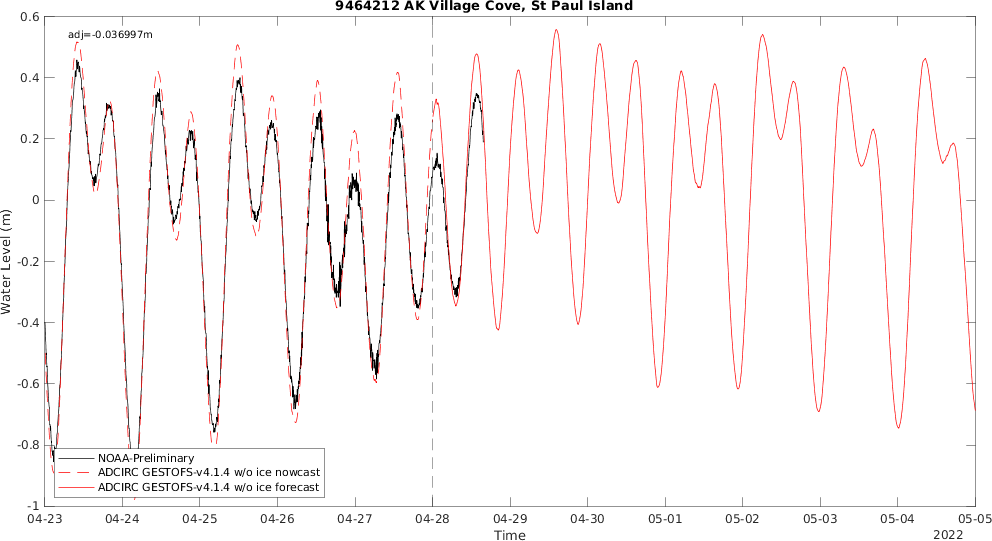 9464212 AK Village Cove, St Paul Island
adj=-0.036997m
0.6
0.4
0.2
0
-0.2
-0.4
-0.6
-0.8
-1
Water Level (m)
NOAA-Preliminary
ADCIRC GESTOFS-v4.1.4 w/o ice nowcast
ADCIRC GESTOFS-v4.1.4 w/o ice forecast
04-23 04-24 04-25 04-26 04-27 04-28 04-29 04-30 05-01 05-02 05-03 05-04 05-05
Time
2022